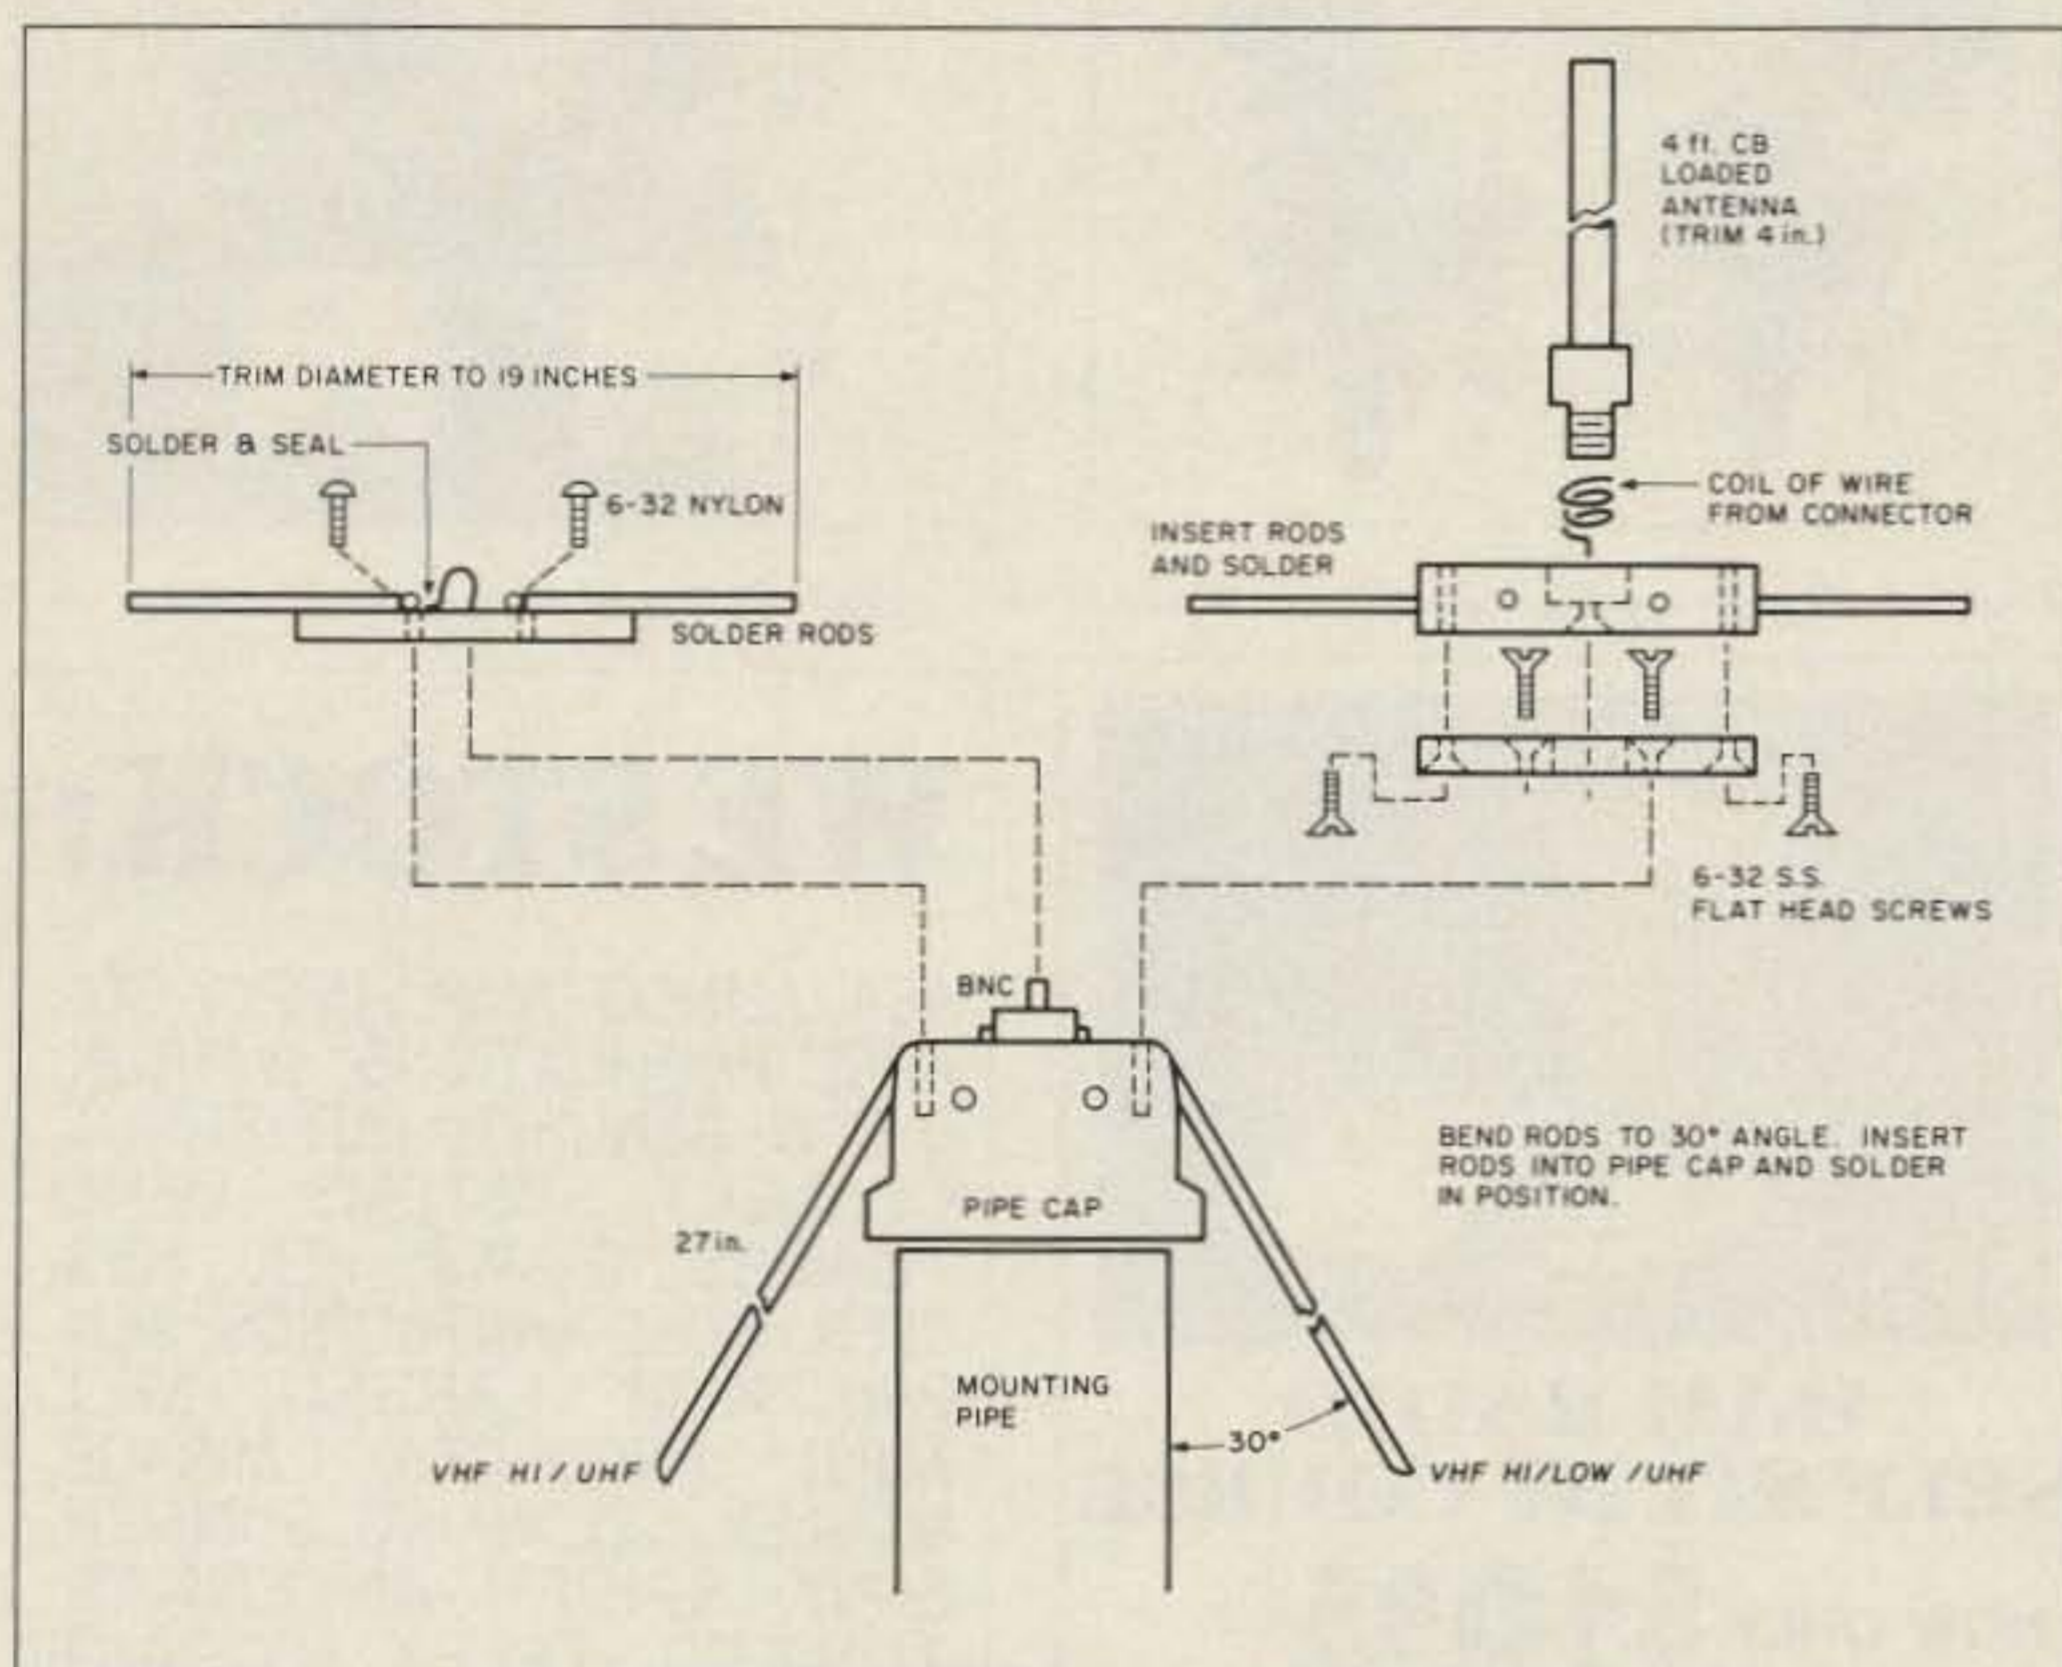 4 ft. CB
LOADED
ANTENNA
(TRIM 4 in.)
TRIM DIAMETER TO 19 INCHES
SOLDER & SEAL
6-32 NYLON
SOLDER RODS
COIL OF WIRE
FROM CONNECTOR
INSERT RODS
AND SOLDER
6-32 S.S.
FLAT HEAD SCREWS
BNC
BEND RODS TO 30° ANGLE. INSERT
RODS INTO PIPE CAP AND SOLDER
IN POSITION.
PIPE CAP
27 in.
MOUNTING
PIPE
30°
VHF HI / UHF
VHF HI/LOW /UHF